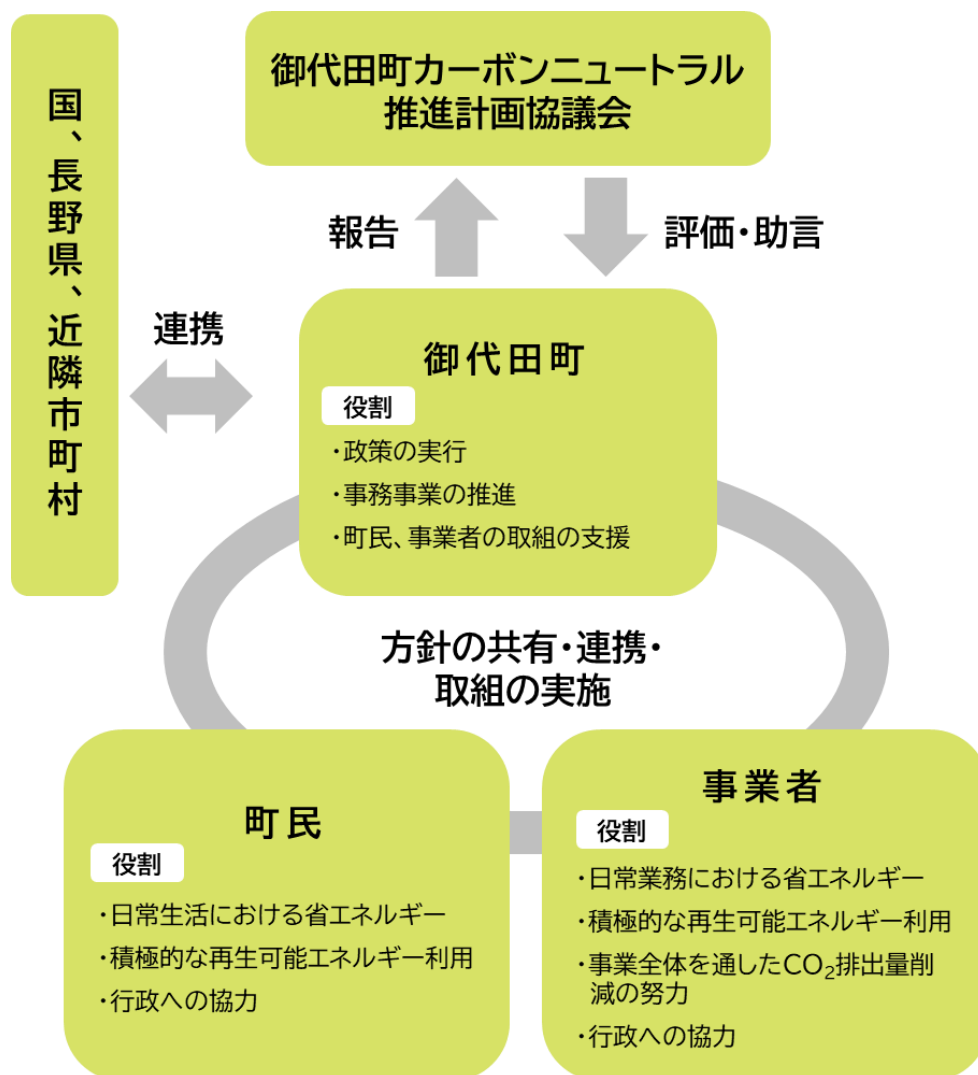 国、長野県、近隣市町村
御代田町カーボンニュートラル
推進計画協議会
報告
評価・助言
連携
御代田町
役割
・政策の実行
・事務事業の推進
・町民、事業者の取組の支援
方針の共有・連携・
取組の実施
町民
役割
・日常生活における省エネルギー
・積極的な再生可能エネルギー利用
・行政への協力
事業者
役割
・日常業務における省エネルギー
・積極的な再生可能エネルギー利用
・事業全体を通したCO₂排出量削
減の努力
・行政への協力